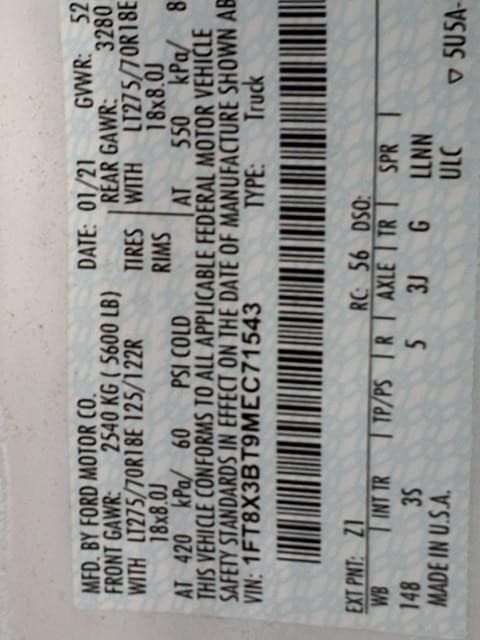 MFD. BY FORD MOTOR CO. DATE: 01/21 GVWR: 52
FRONT GAWR: 2540 KG ( 5600 LB) REAR GAWR: 3280
WITH LT275/70R18E 125/122R TIRES WITH LT275/70R18E
18x8.0J RIMS 18x8.0J
AT 420 kPa/ 60 PSI COLD AT 550 kPa/ 8
THIS VEHICLE CONFORMS TO ALL APPLICABLE FEDERAL MOTOR VEHICLE
SAFETY STANDARDS IN EFFECT ON THE DATE OF MANUFACTURE SHOWN AB
VIN: 1FT8X3BT9MEC71543 TYPE: Truck
EXT PNT: Z1 RC: 56 DSO:
WB INT TR TP/PS R AXLE TR SPR
148 3S 5 3J G LLNN
MADE IN U.S.A. ULC ▽ 5U5A-